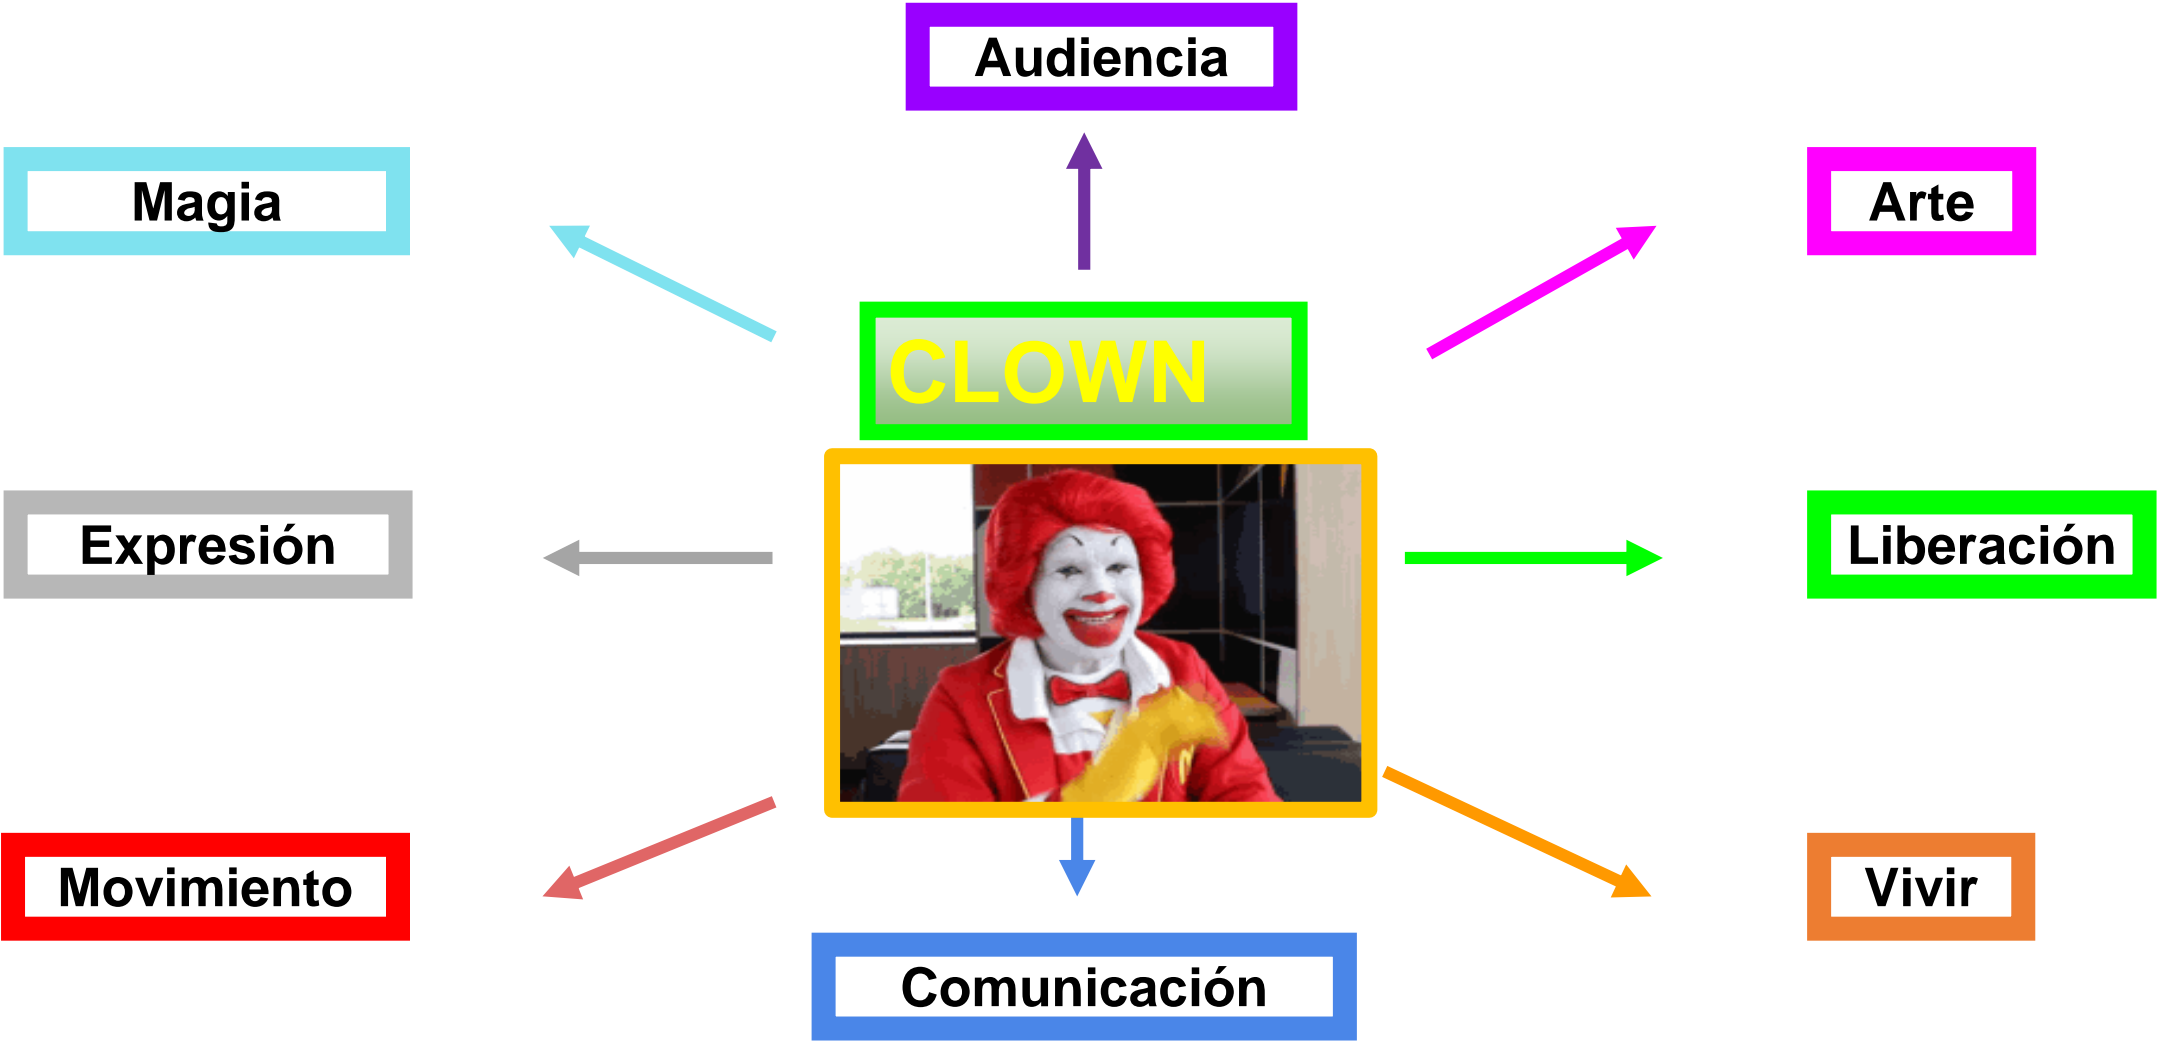 Audiencia
Magia
Arte
CLOWN
Expresión
Liberación
Movimiento
Vivir
Comunicación